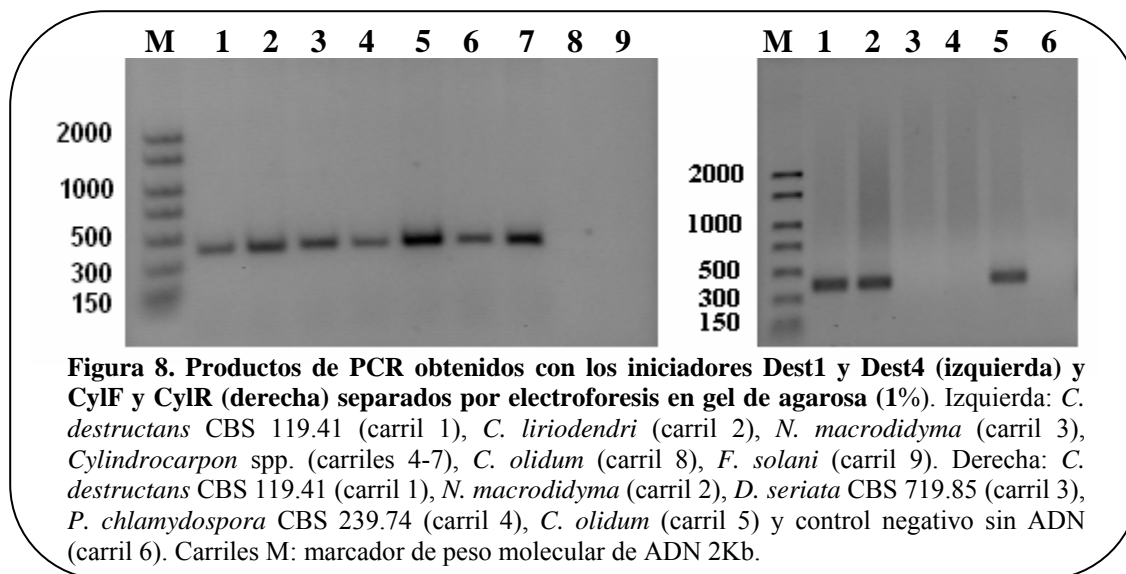 M 1 2 3 4 5 6 7 8 9
2000
1000
500
300
150
M 1 2 3 4 5 6
2000
1000
500
300
150
Figura 8. Productos de PCR obtenidos con los iniciadores Dest1 y Dest4 (izquierda) y
CylF y CylR (derecha) separados por electroforesis en gel de agarosa (1%). Izquierda: C.
destructans CBS 119.41 (carril 1), C. liriodendri (carril 2), N. macrodidyma (carril 3),
Cylindrocarpon spp. (carriles 4-7), C. olidum (carril 8), F. solani (carril 9). Derecha: C.
destructans CBS 119.41 (carril 1), N. macrodidyma (carril 2), D. seriata CBS 719.85 (carril 3),
P. chlamydospora CBS 239.74 (carril 4), C. olidum (carril 5) y control negativo sin ADN
(carril 6). Carriles M: marcador de peso molecular de ADN 2Kb.